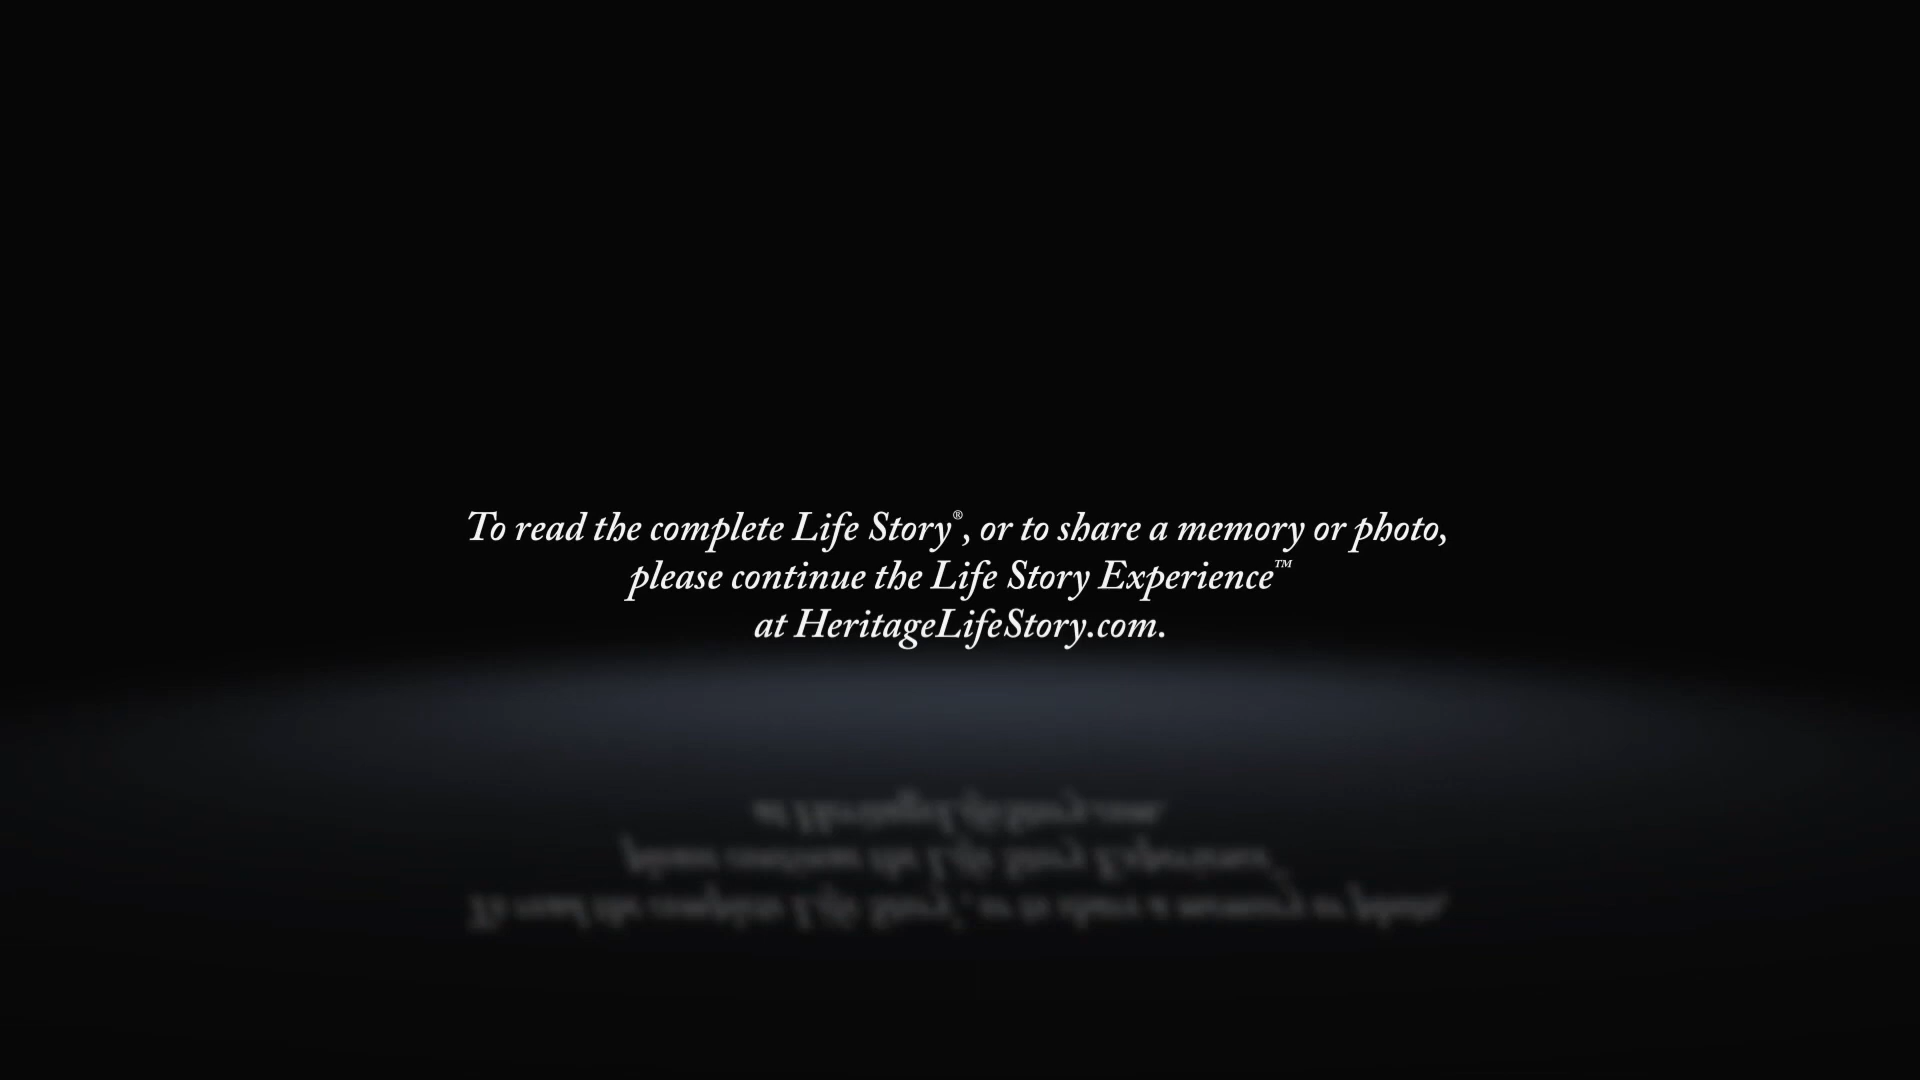 To read the complete Life Story®, or to share a memory or photo,
please continue the Life Story Experience™
at HeritageLifeStory.com.